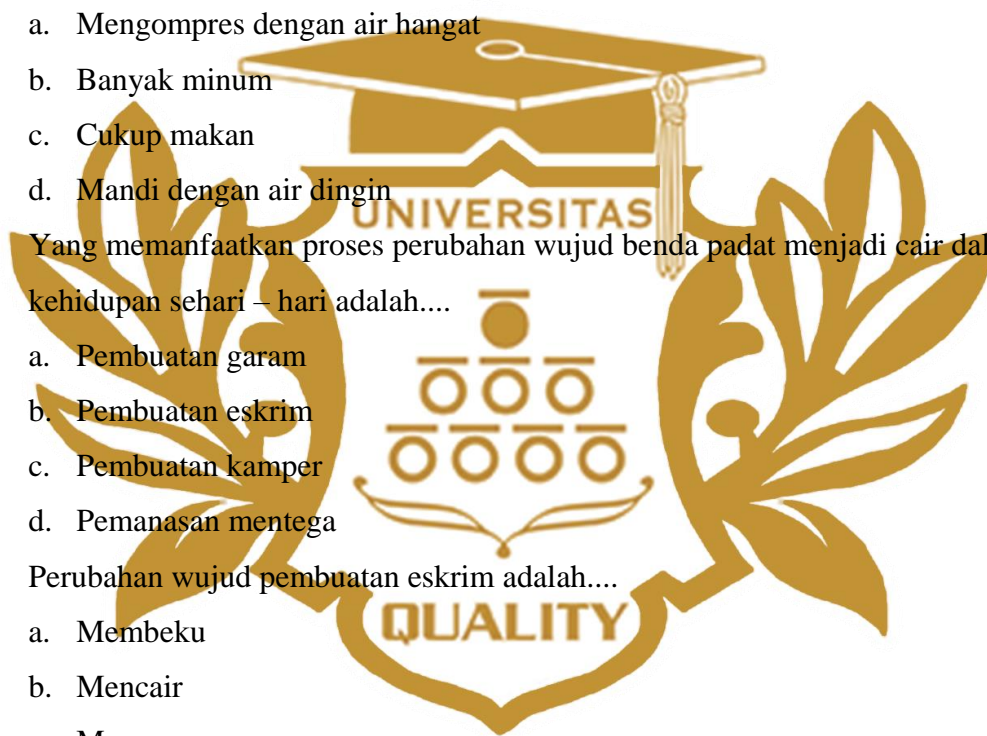 a. Mengompres dengan air hangat
b. Banyak minum
c. Cukup makan
d. Mandi dengan air dingin
UNIVERSITAS
Yang memanfaatkan proses perubahan wujud benda padat menjadi cair
kehidupan sehari – hari adalah....
a. Pembuatan garam
b. Pembuatan eskrim
c. Pembuatan kamper
d. Pemanasan mentega
Perubahan wujud pembuatan eskrim adalah....
QUALITY
a. Membeku
b. Mencair